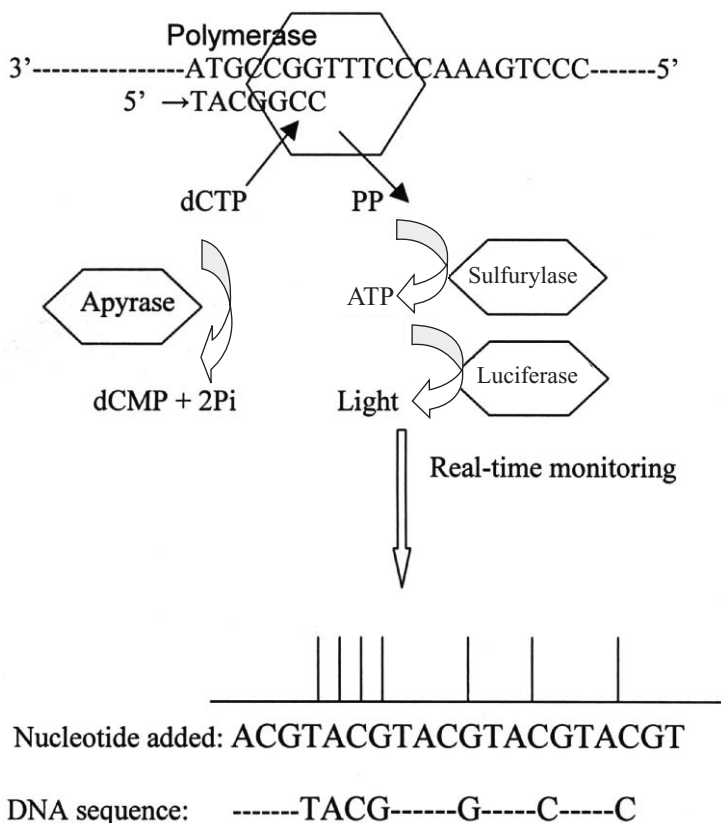 Polymerase
3’----------------ATGCCGGTTTCCCAAAGTCCC-------5’
5’ →TACGGCC
dCTP PP
Apyrase
Sulfurylase
ATP
Luciferase
dCMP + 2Pi
Light
Real-time monitoring
Nucleotide added: ACGTACGTACGTACGTACGT
DNA sequence: -------TACG------G-----C-----C